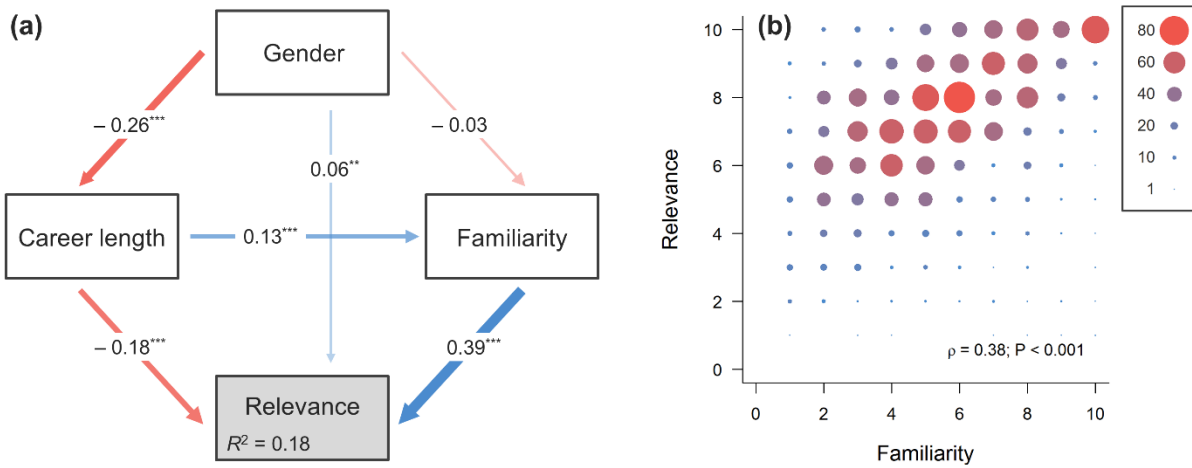 (a)
Gender
– 0.26***
– 0.03
0.06**
Career length
0.13***
Familiarity
– 0.18***
0.39***
Relevance
R² = 0.18
(b)
10
8
6
4
2
0
Relevance
ρ = 0.38; P < 0.001
0 2 4 6 8 10
Familiarity
80
60
40
20
10
1